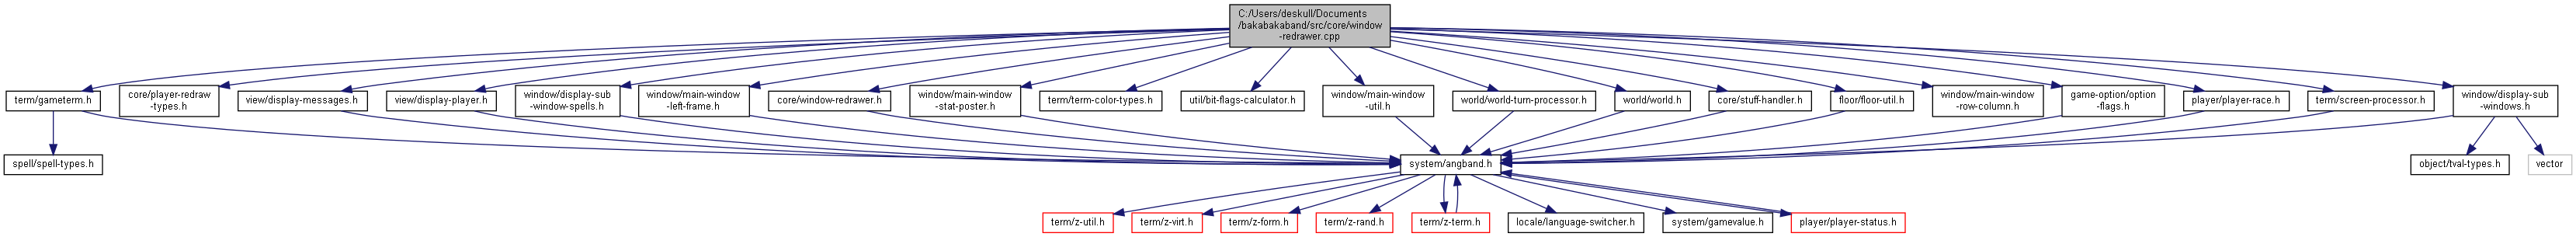 C:/Users/deskull/Documents
/bakabakaband/src/core/window
-redrawer.cpp
term/gameterm.h
core/player-redraw
-types.h
view/display-messages.h
view/display-player.h
window/display-sub
-window-spells.h
window/main-window
-left-frame.h
core/window-redrawer.h
window/main-window
-stat-poster.h
term/term-color-types.h
util/bit-flags-calculator.h
window/main-window
-util.h
world/world-turn-processor.h
world/world.h
core/stuff-handler.h
floor/floor-util.h
window/main-window
-row-column.h
game-option/option
-flags.h
player/player-race.h
term/screen-processor.h
window/display-sub
-windows.h
spell/spell-types.h
system/angband.h
object/tval-types.h
vector
term/z-util.h
term/z-virt.h
term/z-form.h
term/z-rand.h
term/z-term.h
locale/language-switcher.h
system/gamevalue.h
player/player-status.h